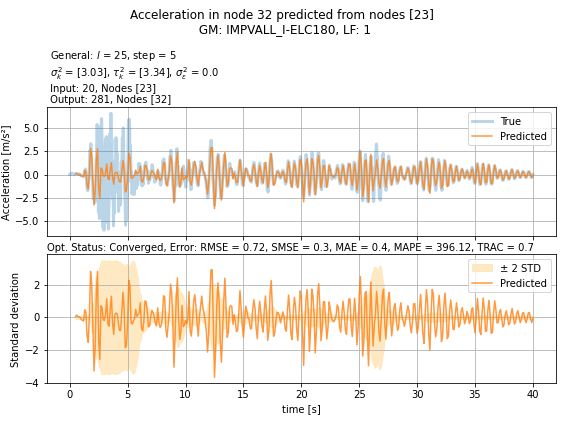 Acceleration in node 32 predicted from nodes [23]
GM: IMPVALL_I-ELC180, LF: 1
General: l = 25, step = 5
σ²ₖ = [3.03], τ²ₖ = [3.34], σ²ε = 0.0
Input: 20, Nodes [23]
Output: 281, Nodes [32]
Acceleration [m/s²]
5.0
2.5
0.0
−2.5
−5.0
True
Predicted
Opt. Status: Converged, Error: RMSE = 0.72, SMSE = 0.3, MAE = 0.4, MAPE = 396.12, TRAC = 0.7
Standard deviation
2
0
−2
−4
± 2 STD
Predicted
0 5 10 15 20 25 30 35 40
time [s]